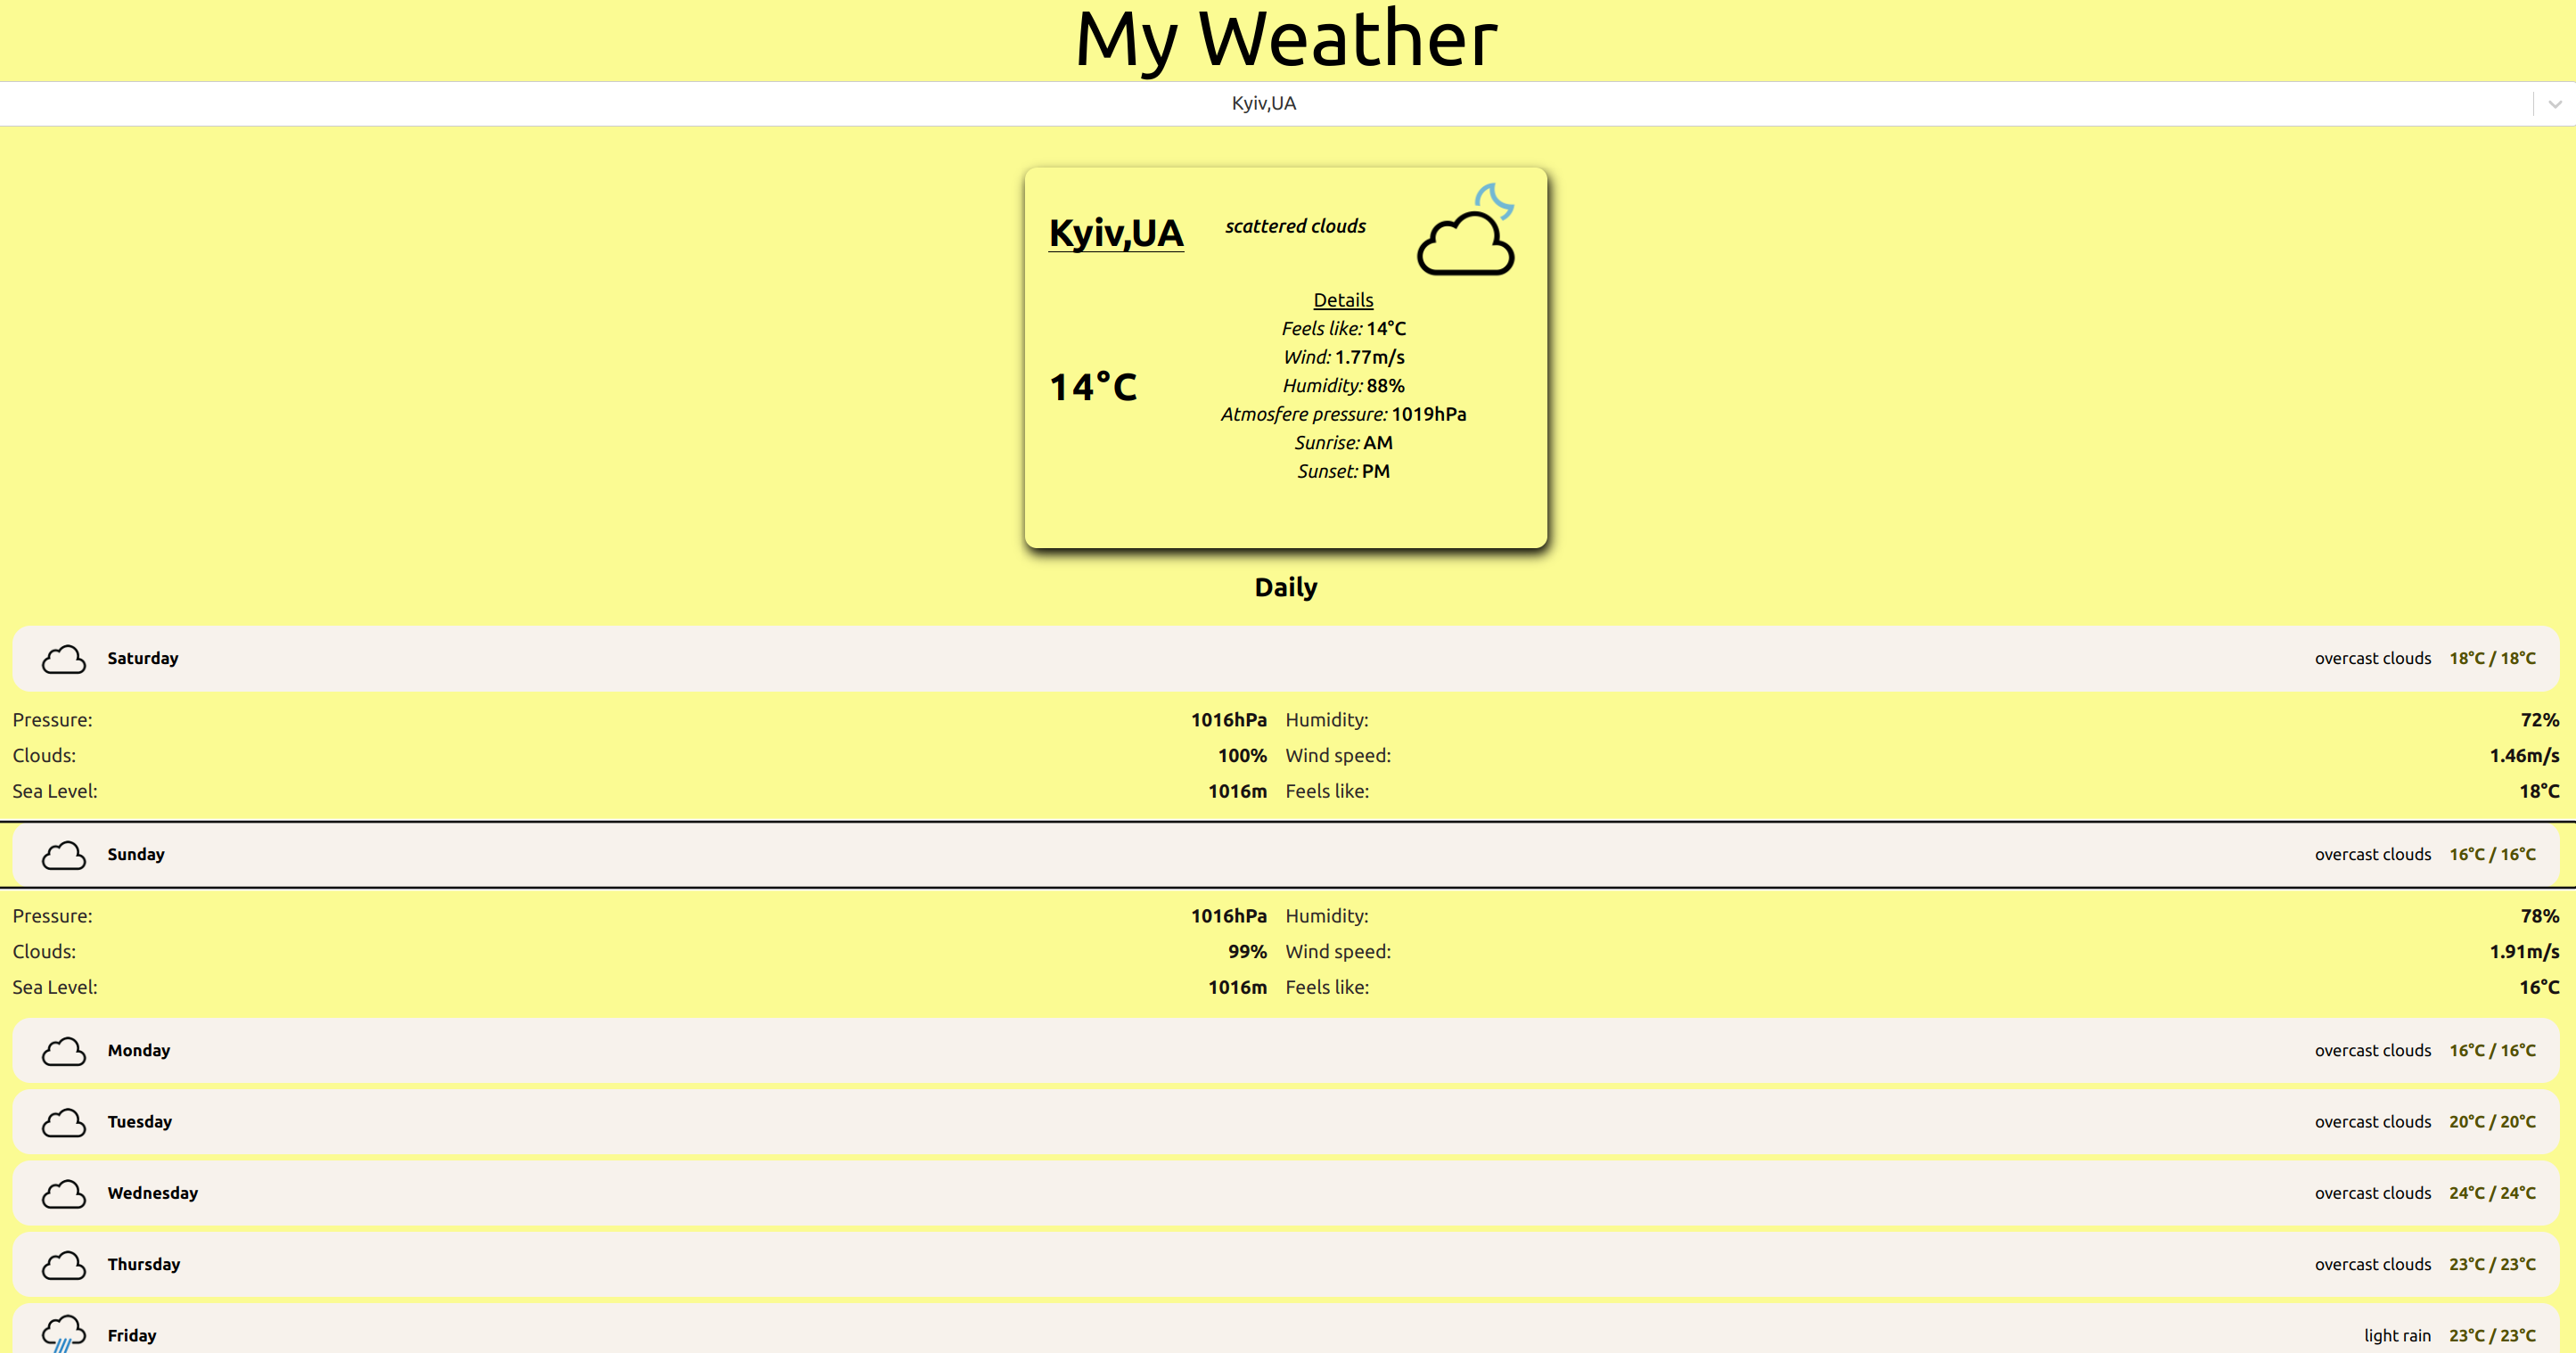 My Weather
Kyiv,UA
Kyiv,UA scattered clouds
Details
Feels like: 14°C
Wind: 1.77m/s
14°C
Humidity: 88%
Atmosfere pressure: 1019hPa
Sunrise: AM
Sunset: PM
Daily
Saturday overcast clouds 18°C / 18°C
Pressure: 1016hPa Humidity: 72%
Clouds: 100% Wind speed: 1.46m/s
Sea Level: 1016m Feels like: 18°C
Sunday overcast clouds 16°C / 16°C
Pressure: 1016hPa Humidity: 78%
Clouds: 99% Wind speed: 1.91m/s
Sea Level: 1016m Feels like: 16°C
Monday overcast clouds 16°C / 16°C
Tuesday overcast clouds 20°C / 20°C
Wednesday overcast clouds 24°C / 24°C
Thursday overcast clouds 23°C / 23°C
Friday light rain 23°C / 23°C